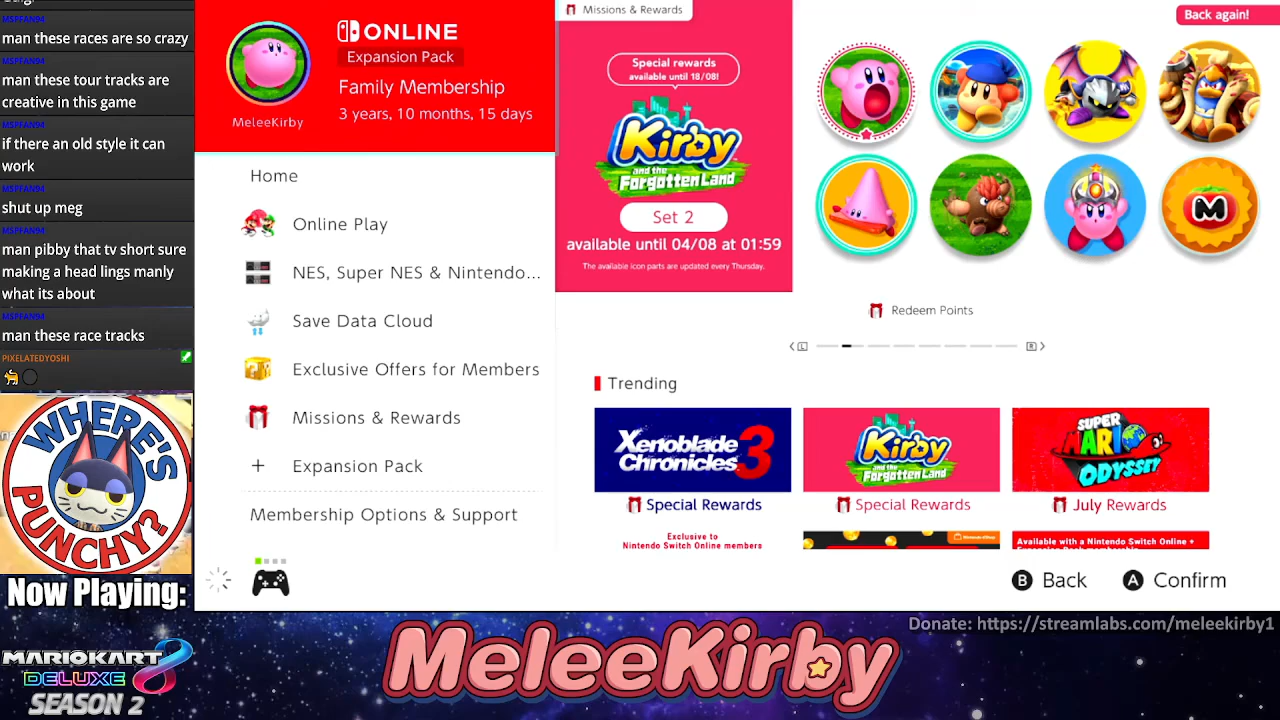 MSPFAN94
man these races are so crazy
MSPFAN94
man these tour tracks are
creative in this game
MSPFAN94
if there an old style it can
work
MSPFAN94
shut up meg
MSPFAN94
man pibby that tv short sure
making a head lings manly
what its about
MSPFAN94
man these race tracks
PIXELATEDYOSHI
WHERE'S
PUNCHY?
Now Playing:
MARIOKART 8
DELUXE
SEASON 2
MeleeKirby
ONLINE
Expansion Pack
Family Membership
3 years, 10 months, 15 days
Home
Online Play
NES, Super NES & Nintendo...
Save Data Cloud
Exclusive Offers for Members
Missions & Rewards
+ Expansion Pack
Membership Options & Support
Missions & Rewards
Special rewards
available until 18/08!
Kirby
and the
Forgotten Land
Set 2
available until 04/08 at 01:59
The available icon parts are updated every Thursday.
Back again!
M
Redeem Points
L
R
Trending
Xenoblade
Chronicles 3
Special Rewards
Kirby
and the
Forgotten Land
Special Rewards
SUPER
MARIO
ODYSSEY
July Rewards
Exclusive to
Nintendo Switch Online members
Available with a Nintendo Switch Online +
B Back
A Confirm
Donate: https://streamlabs.com/meleekirby1
MeleeKirby